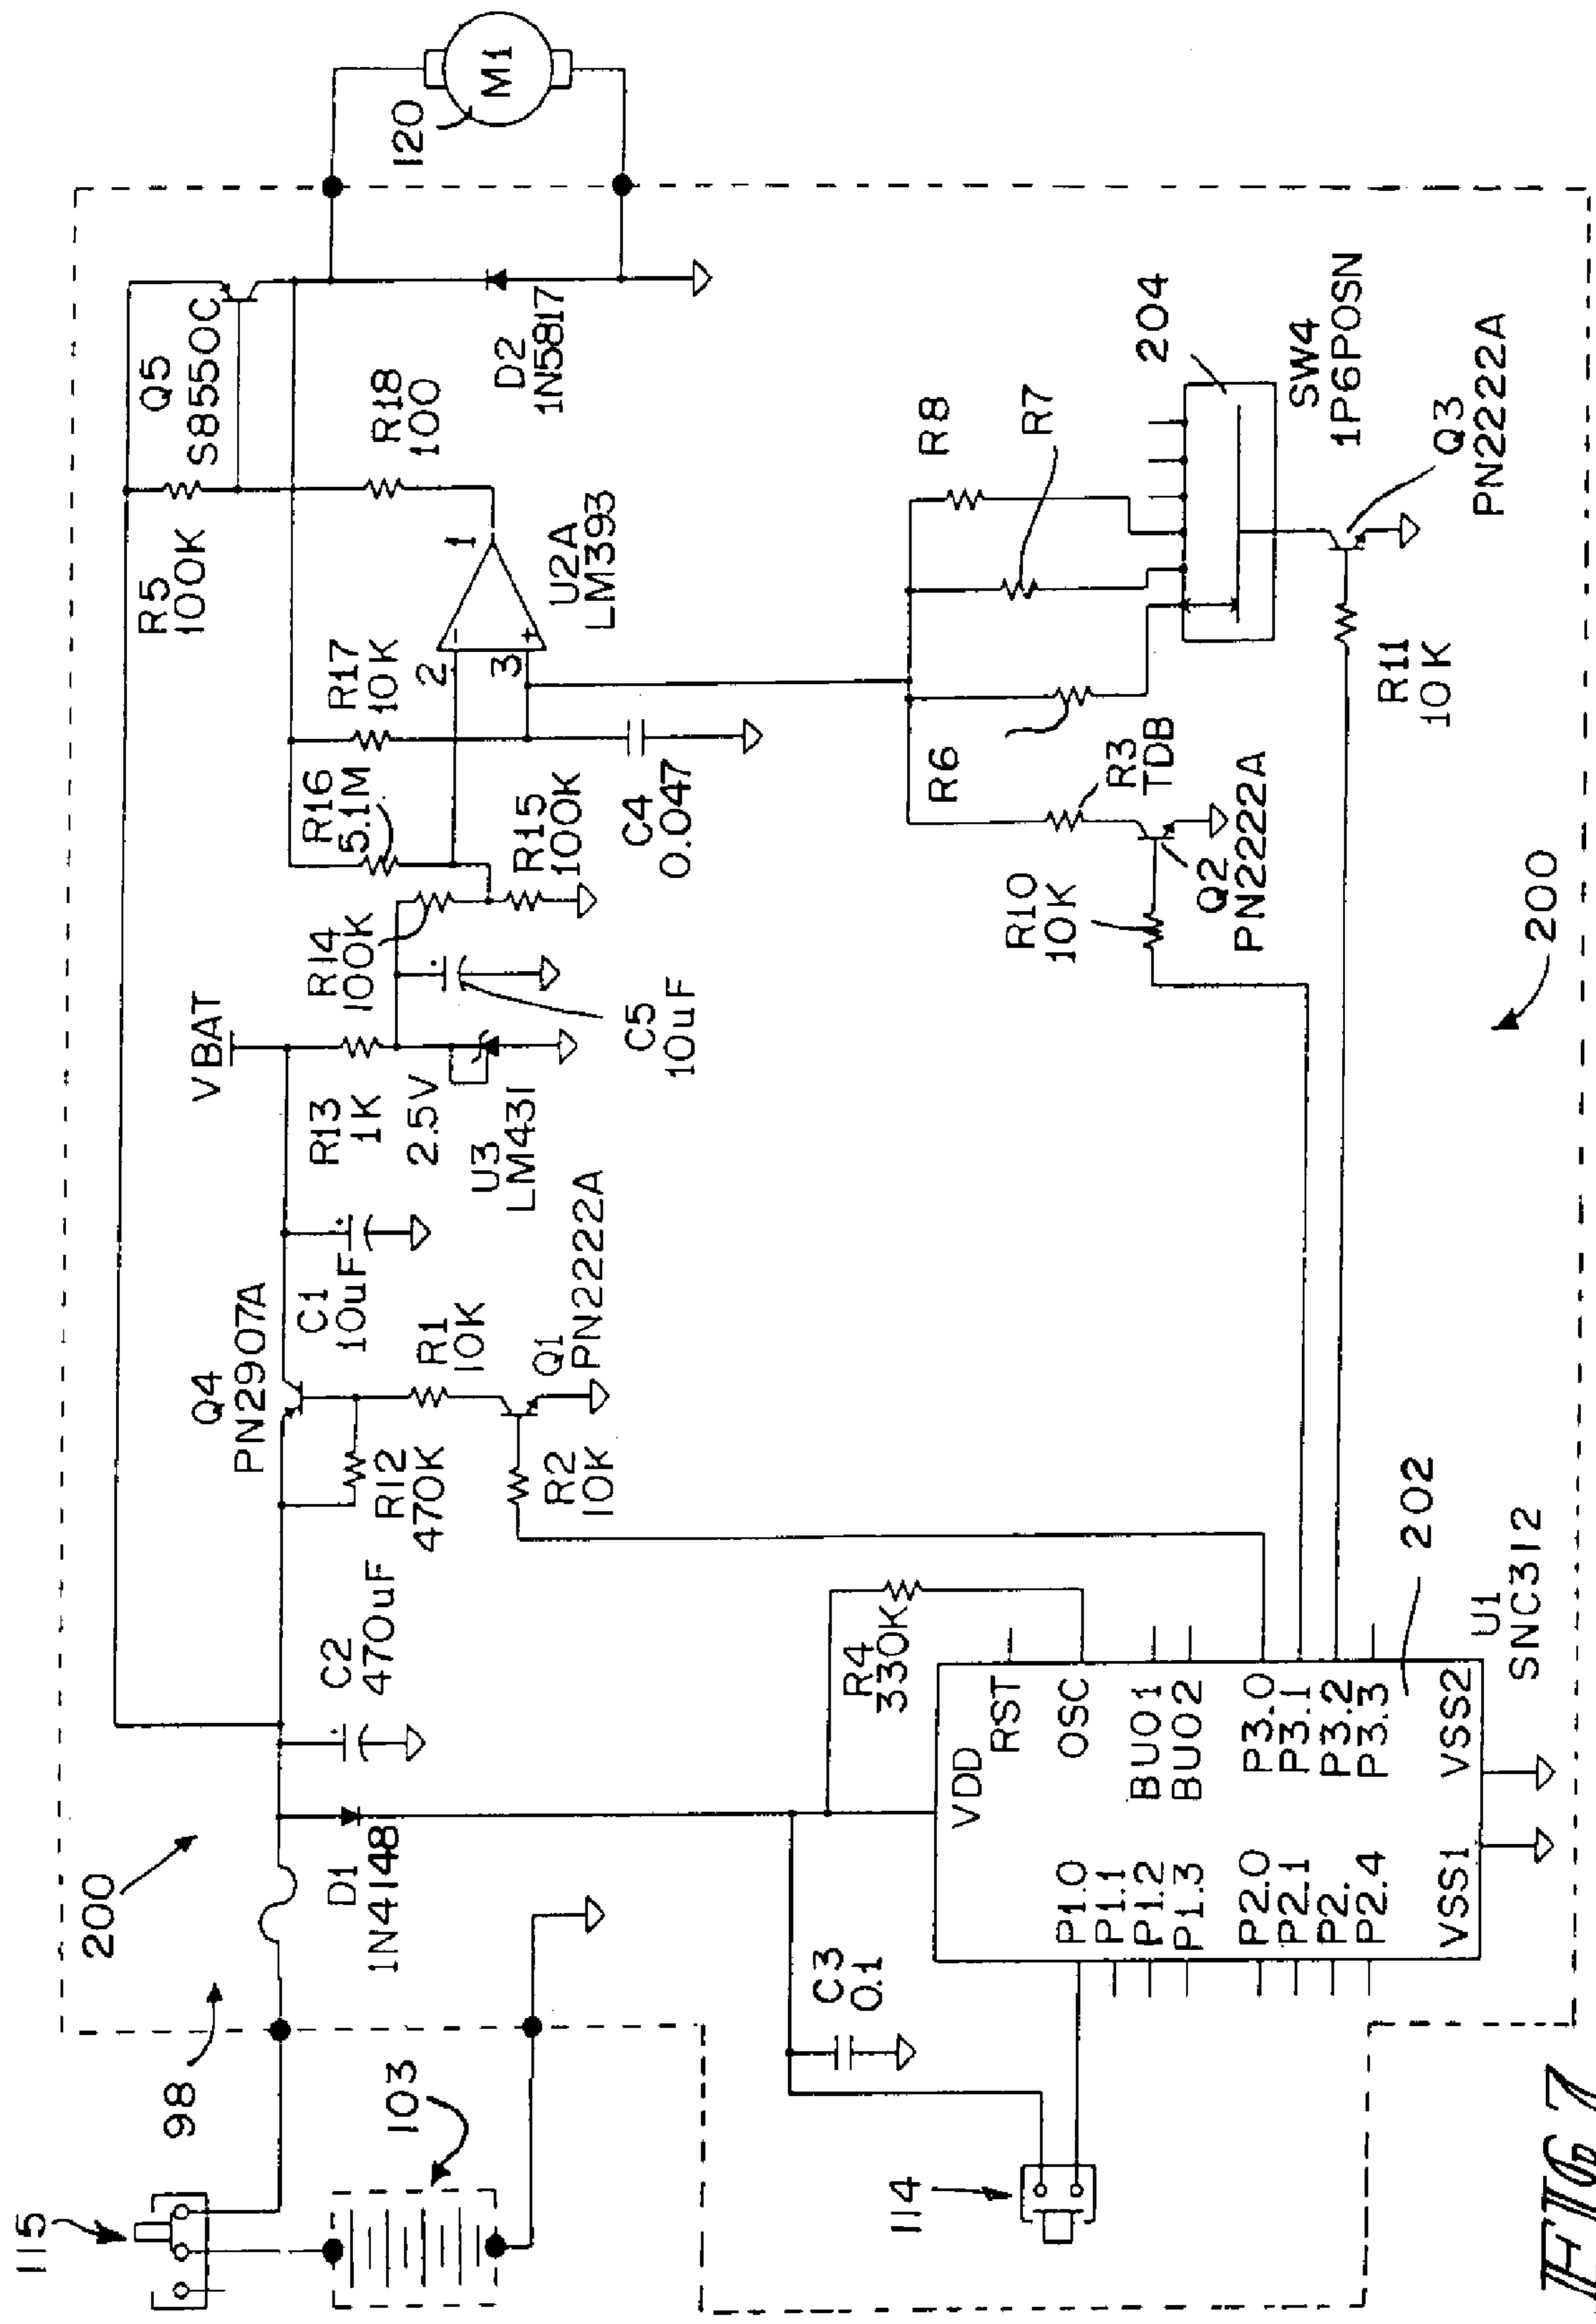 115
98
103
200
D1
1N4148
C2
470uF
Q4
PN2907A
R12
470K
R1
10K
Q1
PN2222A
R2
10K
C1
10uF
VBAT
R13
1K
2.5V
U3
LM431
C5
10uF
R14
100K
R15
100K
R16
5.1M
R17
10K
C4
0.047
2
3
-
+
1
U2A
LM393
R5
100K
Q5
S8550C
R18
100
D2
1N5817
120
M1
R8
R7
R6
R3
TDB
R10
10K
Q2
PN2222A
204
SW4
1P6POSN
Q3
PN2222A
R11
10K
200
114
C3
0.1
R4
330K
VDD
RST
OSC
BUO1
BUO2
P3.0
P3.1
P3.2
P3.3
P1.0
P1.1
P1.2
P1.3
P2.0
P2.1
P2.
P2.4
VSS1
VSS2
202
U1
SNC312
FIG 7